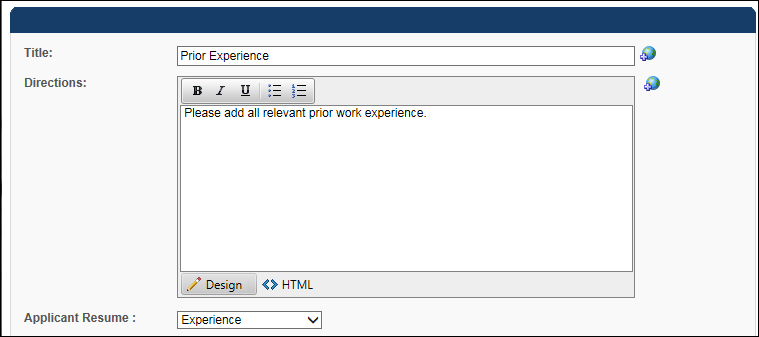 Title: Prior Experience
Directions:
B I U
Please add all relevant prior work experience.
Design HTML
Applicant Resume : Experience